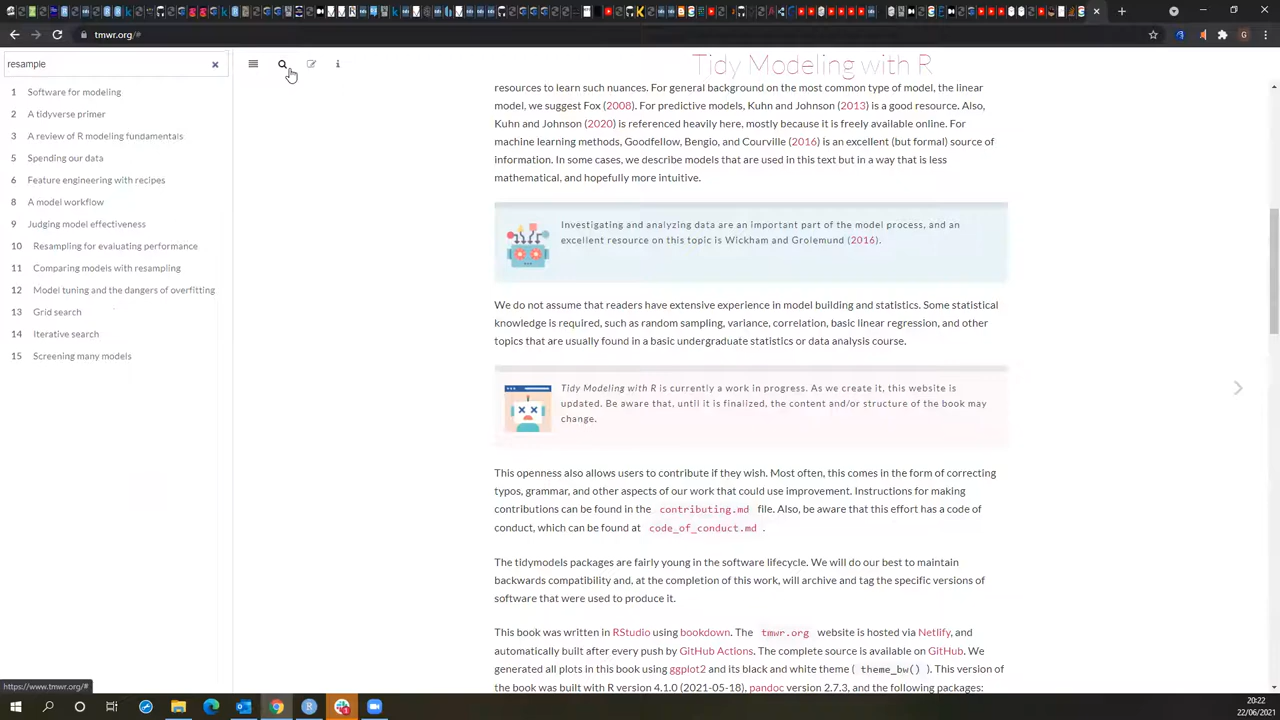 tmwr.org/#
resample
Tidy Modeling with R
1 Software for modeling
2 A tidyverse primer
3 A review of R modeling fundamentals
5 Spending our data
6 Feature engineering with recipes
8 A model workflow
9 Judging model effectiveness
10 Resampling for evaluating performance
11 Comparing models with resampling
12 Model tuning and the dangers of overfitting
13 Grid search
14 Iterative search
15 Screening many models
resources to learn such nuances. For general background on the most common type of model, the linear
model, we suggest Fox (2008). For predictive models, Kuhn and Johnson (2013) is a good resource. Also,
Kuhn and Johnson (2020) is referenced heavily here, mostly because it is freely available online. For
machine learning methods, Goodfellow, Bengio, and Courville (2016) is an excellent (but formal) source of
information. In some cases, we describe models that are used in this text but in a way that is less
mathematical, and hopefully more intuitive.
Investigating and analyzing data are an important part of the model process, and an
excellent resource on this topic is Wickham and Grolemund (2016).
We do not assume that readers have extensive experience in model building and statistics. Some statistical
knowledge is required, such as random sampling, variance, correlation, basic linear regression, and other
topics that are usually found in a basic undergraduate statistics or data analysis course.
Tidy Modeling with R is currently a work in progress. As we create it, this website is
updated. Be aware that, until it is finalized, the content and/or structure of the book may
change.
This openness also allows users to contribute if they wish. Most often, this comes in the form of correcting
typos, grammar, and other aspects of our work that could use improvement. Instructions for making
contributions can be found in the contributing.md file. Also, be aware that this effort has a code of
conduct, which can be found at code_of_conduct.md .
The tidymodels packages are fairly young in the software lifecycle. We will do our best to maintain
backwards compatibility and, at the completion of this work, will archive and tag the specific versions of
software that were used to produce it.
This book was written in RStudio using bookdown. The tmwr.org website is hosted via Netlify, and
automatically built after every push by GitHub Actions. The complete source is available on GitHub. We
generated all plots in this book using ggplot2 and its black and white theme ( theme_bw() ). This version of
the book was built with R version 4.1.0 (2021-05-18), pandoc version 2.7.3, and the following packages:
https://www.tmwr.org/#
20:22
22/06/2021